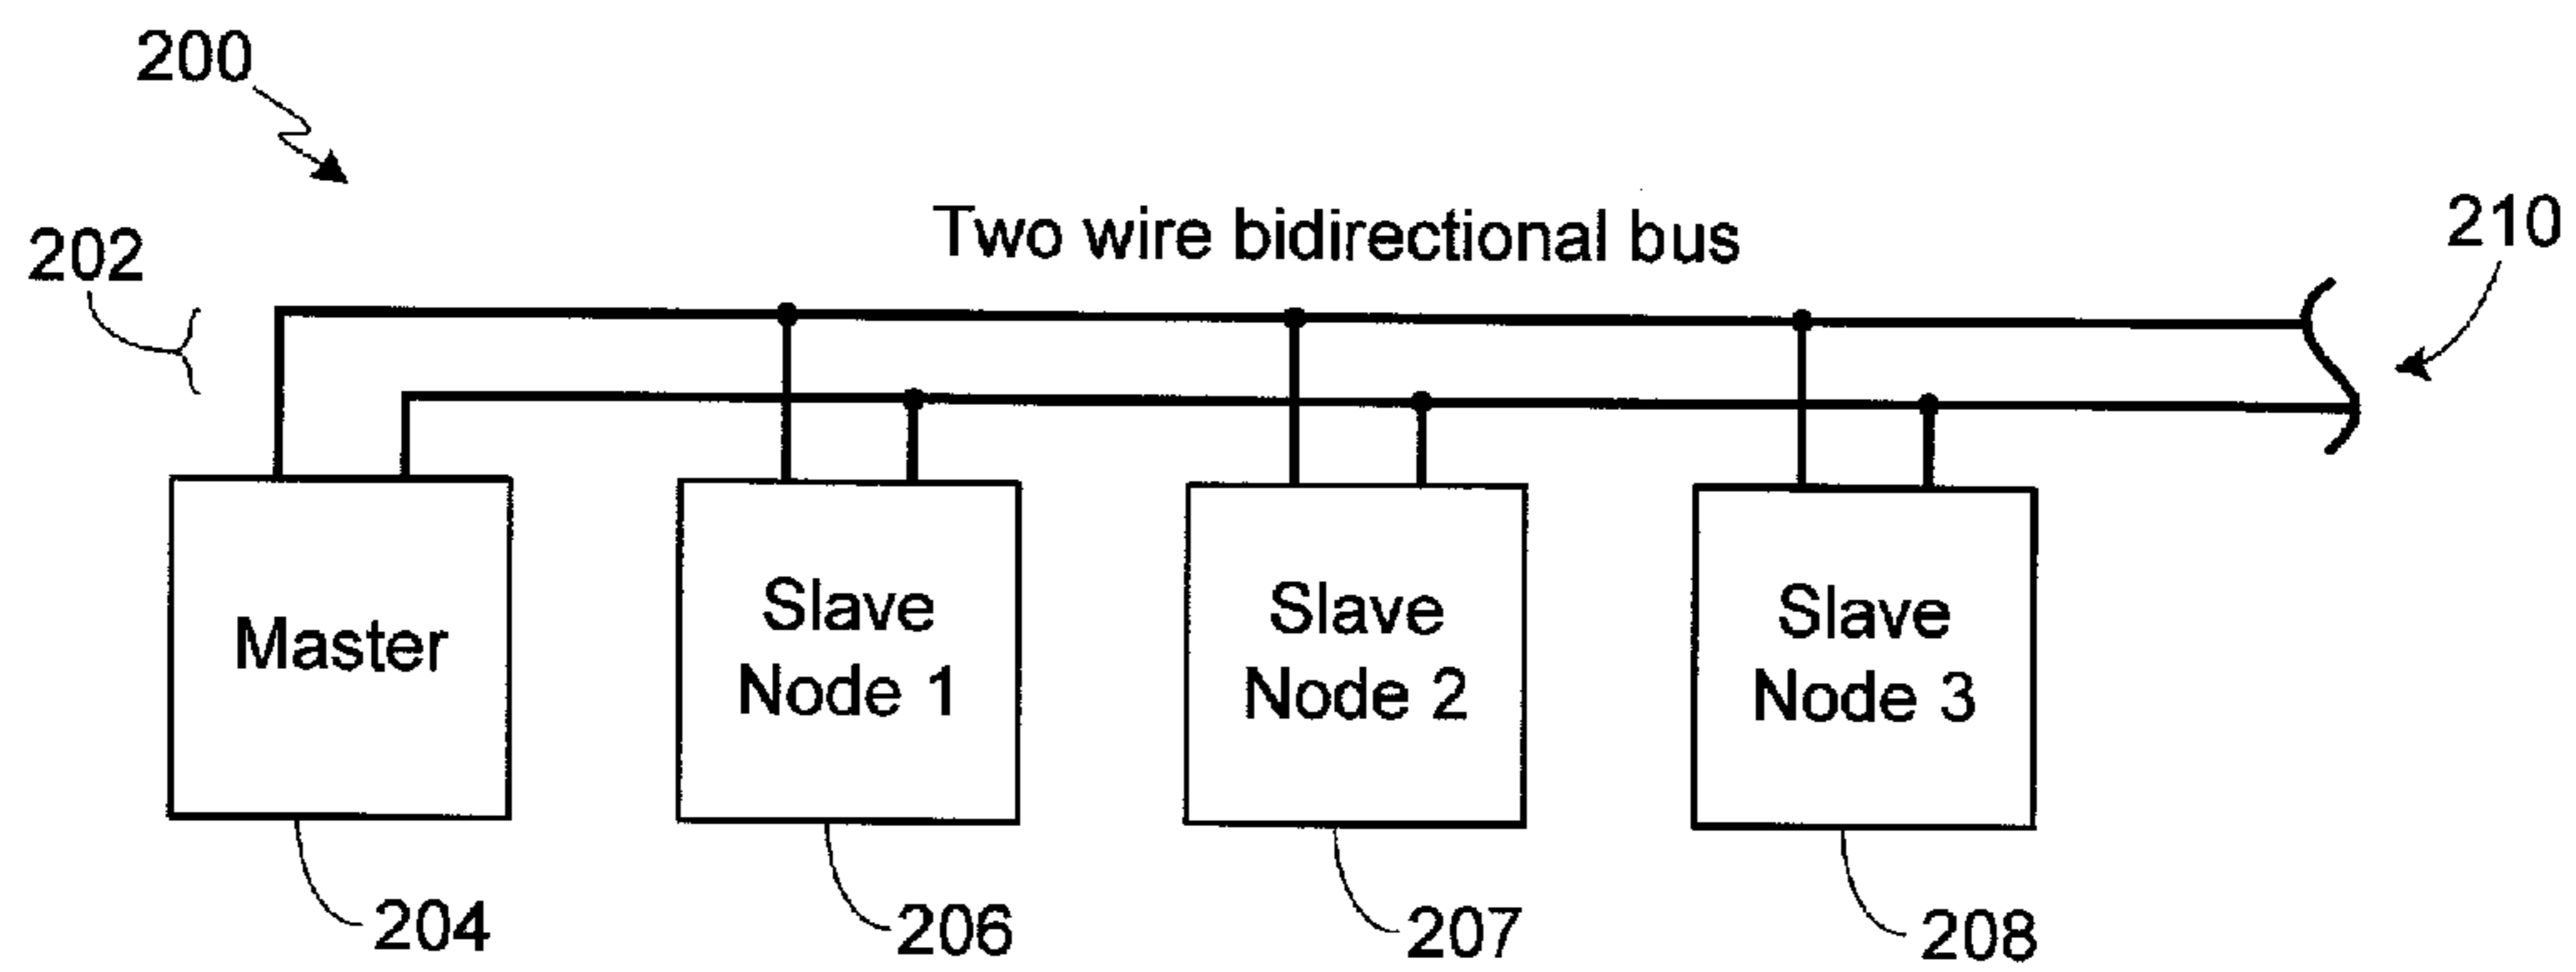 200
Two wire bidirectional bus
210
202
Master
Slave
Node 1
Slave
Node 2
Slave
Node 3
204
206
207
208